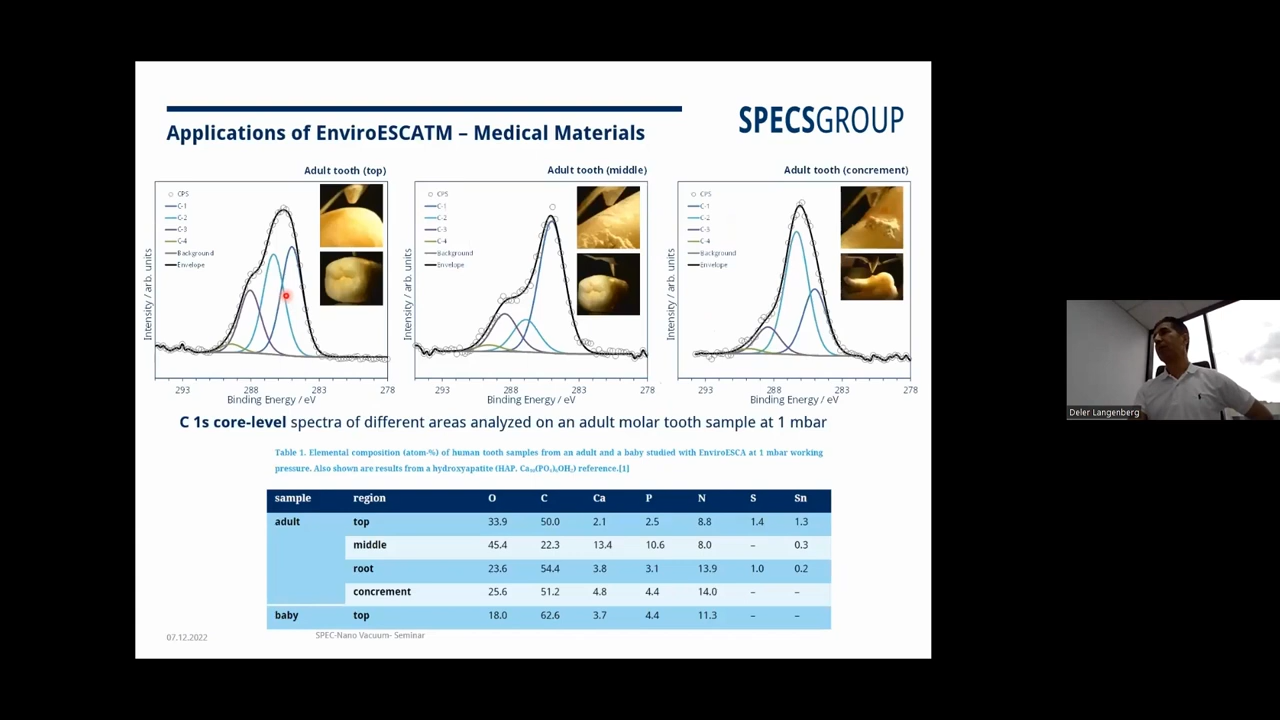 Applications of EnviroESCATM – Medical Materials
SPECSGROUP
Adult tooth (top)
CPS
C-1
C-2
C-3
C-4
Background
Envelope
Intensity / arb. units
293 288 283 278
Binding Energy / eV
Adult tooth (middle)
CPS
C-1
C-2
C-3
C-4
Background
Envelope
Intensity / arb. units
293 288 283 278
Binding Energy / eV
Adult tooth (concrement)
CPS
C-1
C-2
C-3
C-4
Background
Envelope
Intensity / arb. units
293 288 283 278
Binding Energy / eV
C 1s core-level spectra of different areas analyzed on an adult molar tooth sample at 1 mbar
Table 1. Elemental composition (atom-%) of human tooth samples from an adult and a baby studied with EnviroESCA at 1 mbar working
pressure. Also shown are results from a hydroxyapatite (HAP. Ca₁₀(PO₄)₆OH₂) reference.[1]
sample region O C Ca P N S Sn
adult top 33.9 50.0 2.1 2.5 8.8 1.4 1.3
middle 45.4 22.3 13.4 10.6 8.0 – 0.3
root 23.6 54.4 3.8 3.1 13.9 1.0 0.2
concrement 25.6 51.2 4.8 4.4 14.0 – –
baby top 18.0 62.6 3.7 4.4 11.3 – –
07.12.2022
SPEC-Nano Vacuum- Seminar
Deler Langenberg